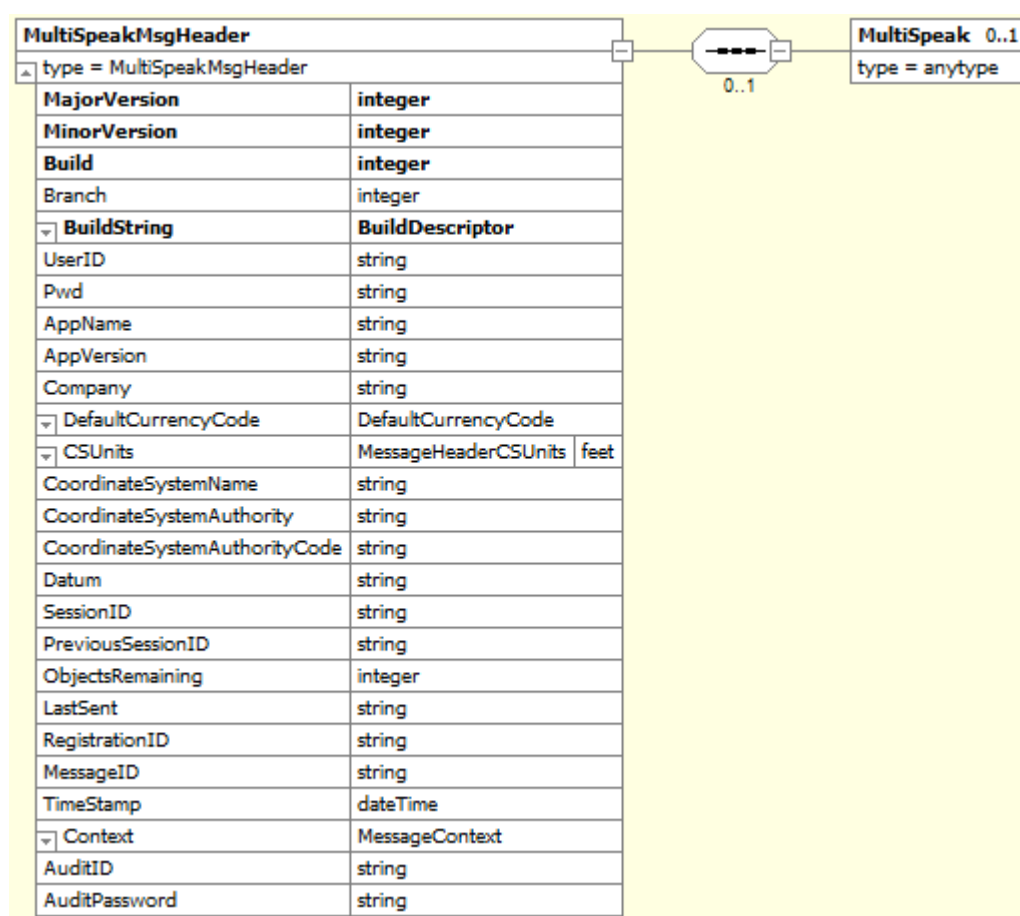 MultiSpeakMsgHeader
type = MultiSpeakMsgHeader
MajorVersion integer
MinorVersion integer
Build integer
Branch integer
BuildString BuildDescriptor
UserID string
Pwd string
AppName string
AppVersion string
Company string
DefaultCurrencyCode DefaultCurrencyCode
CSUnits MessageHeaderCSUnits feet
CoordinateSystemName string
CoordinateSystemAuthority string
CoordinateSystemAuthorityCode string
Datum string
SessionID string
PreviousSessionID string
ObjectsRemaining integer
LastSent string
RegistrationID string
MessageID string
TimeStamp dateTime
Context MessageContext
AuditID string
AuditPassword string
0..1
MultiSpeak 0..1
type = anytype